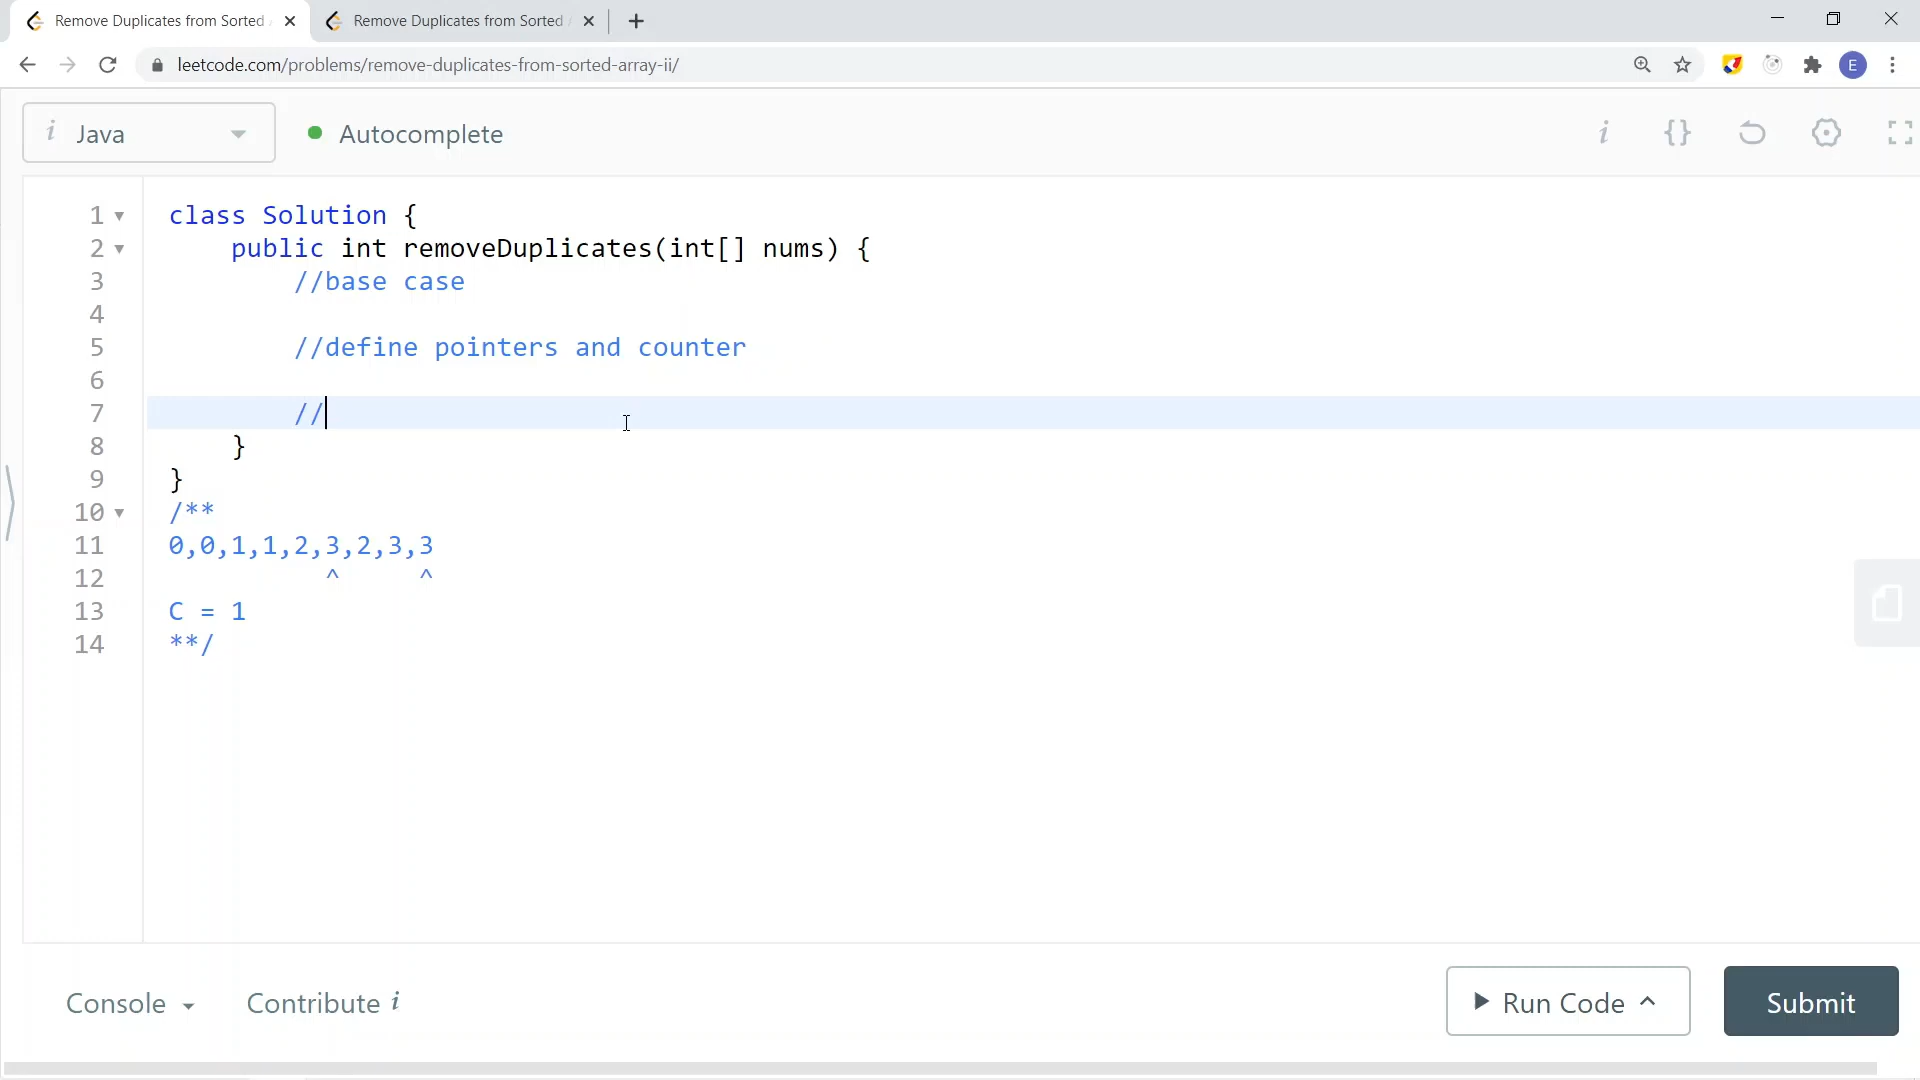 Remove Duplicates from Sorted
Remove Duplicates from Sorted
leetcode.com/problems/remove-duplicates-from-sorted-array-ii/
E
i Java
Autocomplete
i {}
1 class Solution {
2 public int removeDuplicates(int[] nums) {
3 //base case
4
5 //define pointers and counter
6
7 //
8 }
9 }
10 /**
11 0,0,1,1,2,3,2,3,3
12 ^ ^
13 C = 1
14 **/
Console
Contribute i
Run Code
Submit